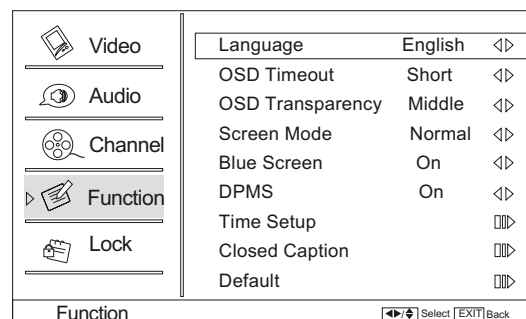 Video
Audio
Channel
Function
Lock
Language English
OSD Timeout Short
OSD Transparency Middle
Screen Mode Normal
Blue Screen On
DPMS On
Time Setup
Closed Caption
Default
Function
/ Select EXIT Back